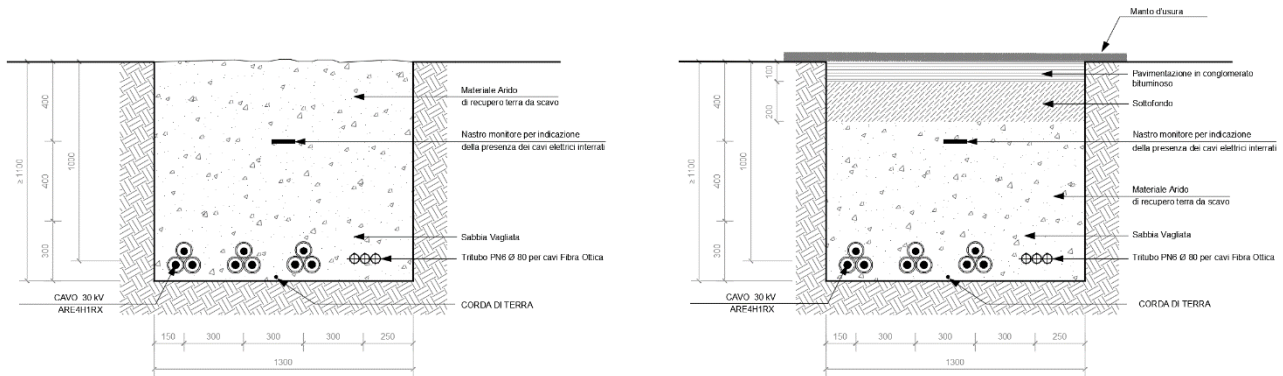 Materiale Arido
di recupero terra da scavo
Nastro monitore per indicazione
della presenza dei cavi elettrici interrati
Sabbia Vagliata
Tritubo PN6 Ø 80 per cavi Fibra Ottica
CORDA DI TERRA
CAVO 30 kV
ARE4H1RX
≥ 1100
400
400
300
1000
150
300
300
300
250
1300
Manto d'usura
Pavimentazione in conglomerato
bituminoso
Sottofondo
Nastro monitore per indicazione
della presenza dei cavi elettrici interrati
Materiale Arido
di recupero terra da scavo
Sabbia Vagliata
Tritubo PN6 Ø 80 per cavi Fibra Ottica
CORDA DI TERRA
CAVO 30 kV
ARE4H1RX
≥ 1100
400
400
300
1000
100
200
150
300
300
300
250
1300